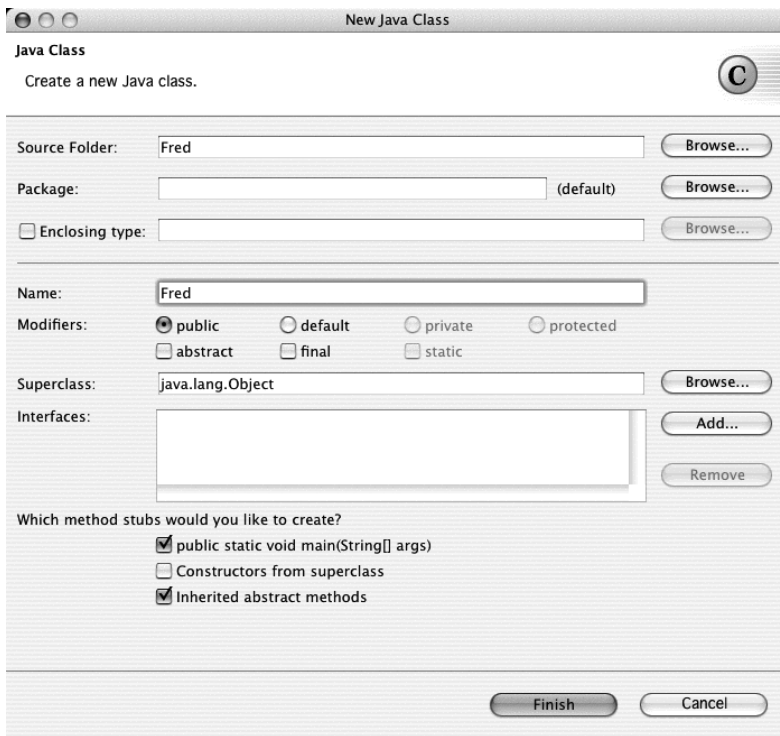 New Java Class
Java Class
Create a new Java class.
C
Source Folder: Fred Browse...
Package: (default) Browse...
Enclosing type: Browse...
Name: Fred
Modifiers: public default private protected
abstract final static
Superclass: java.lang.Object Browse...
Interfaces: Add...
Remove
Which method stubs would you like to create?
public static void main(String[] args)
Constructors from superclass
Inherited abstract methods
Finish Cancel